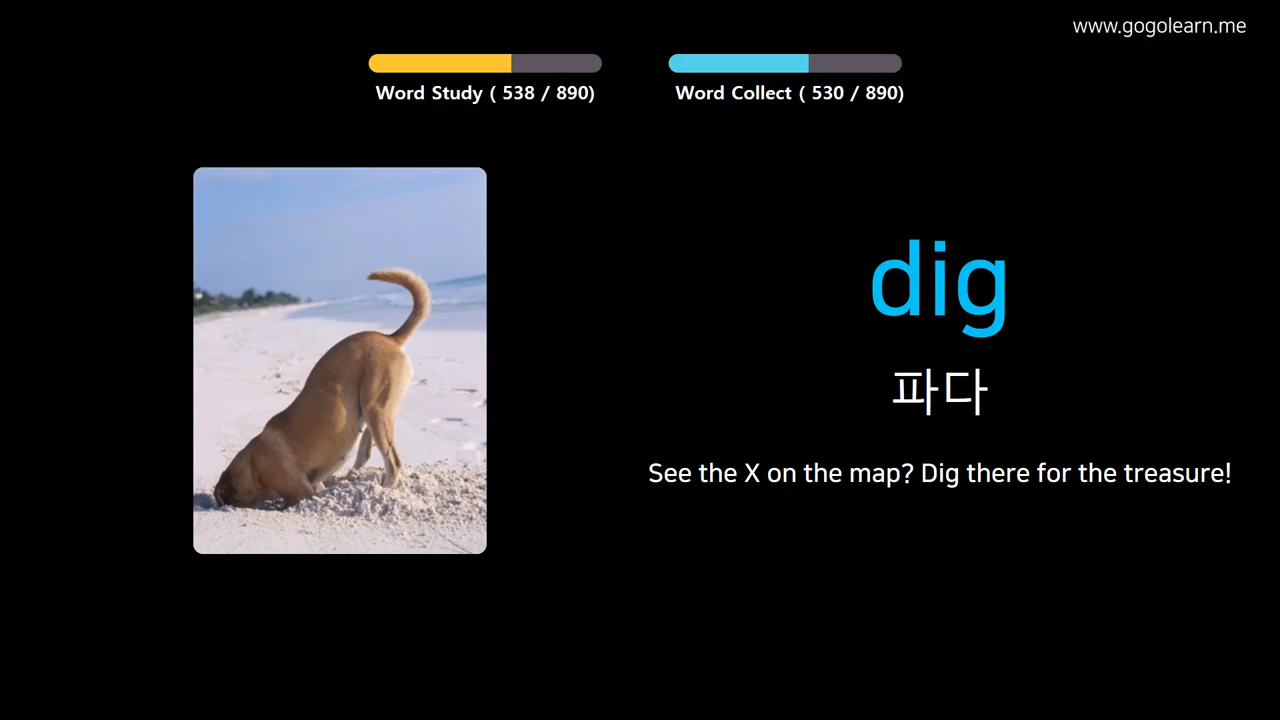 www.gogolearn.me
Word Study ( 538 / 890)
Word Collect ( 530 / 890)
dig
파다
See the X on the map? Dig there for the treasure!